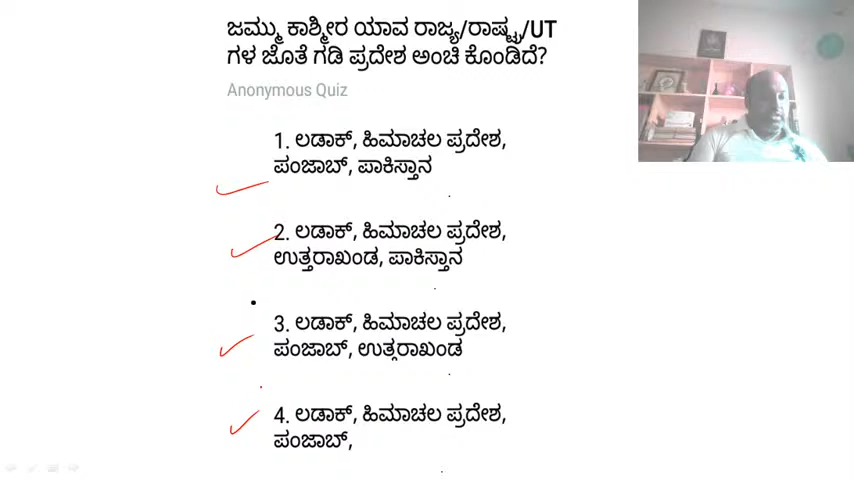 ಜಮ್ಮು ಕಾಶ್ಮೀರ ಯಾವ ರಾಜ್ಯ/ರಾಷ್ಟ್ರ/UT
ಗಳ ಜೊತೆ ಗಡಿ ಪ್ರದೇಶ ಅಂಚಿ ಕೊಂಡಿದೆ?
Anonymous Quiz
1. ಲಡಾಕ್, ಹಿಮಾಚಲ ಪ್ರದೇಶ,
ಪಂಜಾಬ್, ಪಾಕಿಸ್ತಾನ
2. ಲಡಾಕ್, ಹಿಮಾಚಲ ಪ್ರದೇಶ,
ಉತ್ತರಾಖಂಡ, ಪಾಕಿಸ್ತಾನ
3. ಲಡಾಕ್, ಹಿಮಾಚಲ ಪ್ರದೇಶ,
ಪಂಜಾಬ್, ಉತ್ತರಾಖಂಡ
4. ಲಡಾಕ್, ಹಿಮಾಚಲ ಪ್ರದೇಶ,
ಪಂಜಾಬ್,